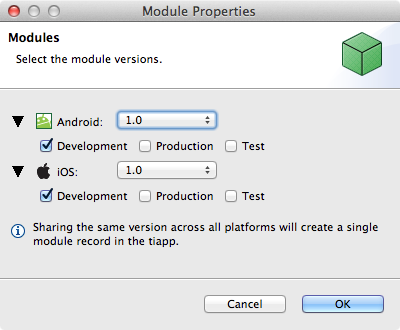 Module Properties
Modules
Select the module versions.
Android: 1.0
Development Production Test
iOS: 1.0
Development Production Test
Sharing the same version across all platforms will create a single
module record in the tiapp.
Cancel OK